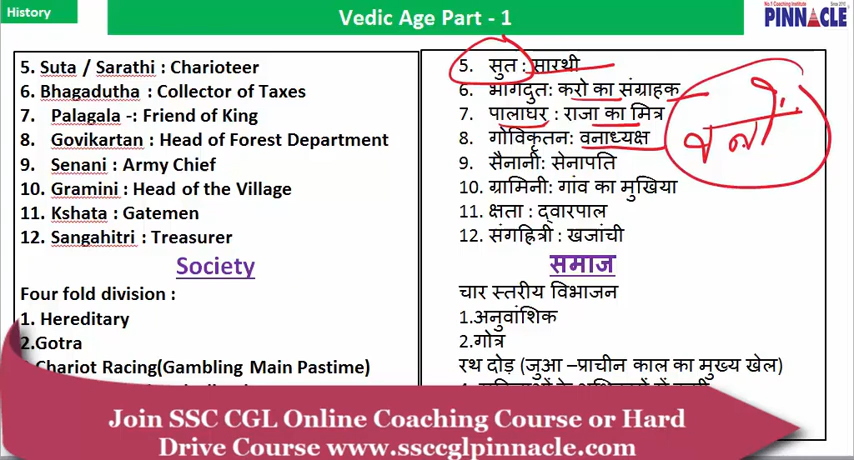 History
Vedic Age Part - 1
No.1 Coaching Institute
PINNACLE
5. Suta / Sarathi : Charioteer
6. Bhagadutha : Collector of Taxes
7. Palagala -: Friend of King
8. Govikartan : Head of Forest Department
9. Senani : Army Chief
10. Gramini : Head of the Village
11. Kshata : Gatemen
12. Sangahitri : Treasurer
Society
Four fold division :
1. Hereditary
2.Gotra
Chariot Racing(Gambling Main Pastime)
5. सुत : सारथी
6. भागदुत: करो का संग्राहक
7. पालाघर : राजा का मित्र
8. गोविकृतन : वनाध्यक्ष
9. सैनानी: सेनापति
10. ग्रामिनी: गांव का मुखिया
11. क्षता : द्वारपाल
12. संगह्रित्री : खजांची
समाज
चार स्तरीय विभाजन
1.अनुवांशिक
2.गोत्र
रथ दोड़ (जुआ –प्राचीन काल का मुख्य खेल)
Join SSC CGL Online Coaching Course or Hard
Drive Course www.ssccglpinnacle.com